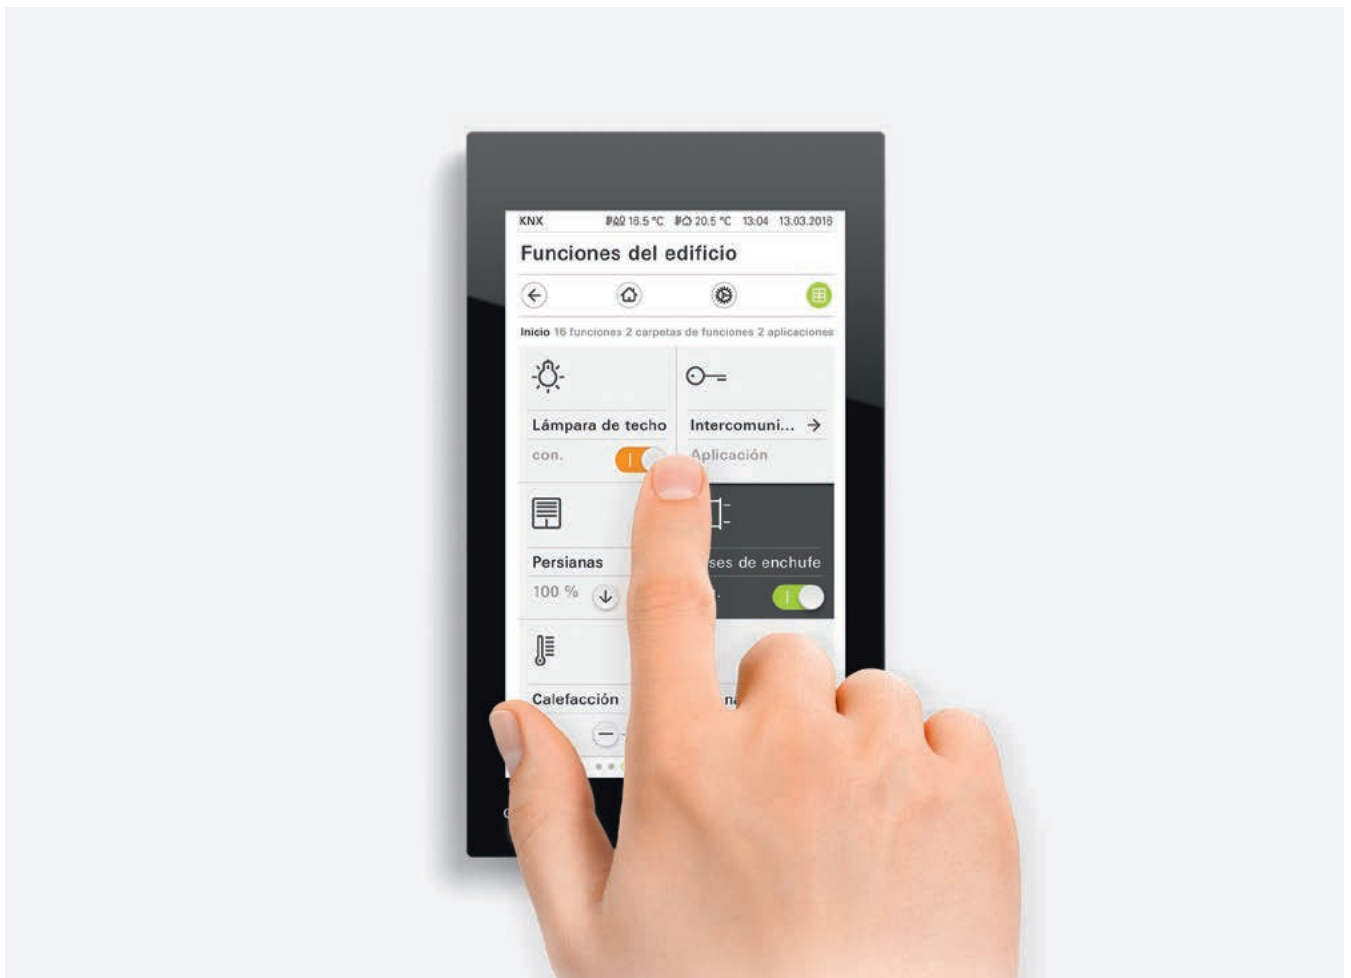 KNX 16.5 °C 20.5 °C 13:04 13.03.2016
Funciones del edificio
Inicio 16 funciones 2 carpetas de funciones 2 aplicaciones
Lámpara de techo
Intercomuni...
con.
Aplicación
Persianas
de enchufe
100 %
Calefacción